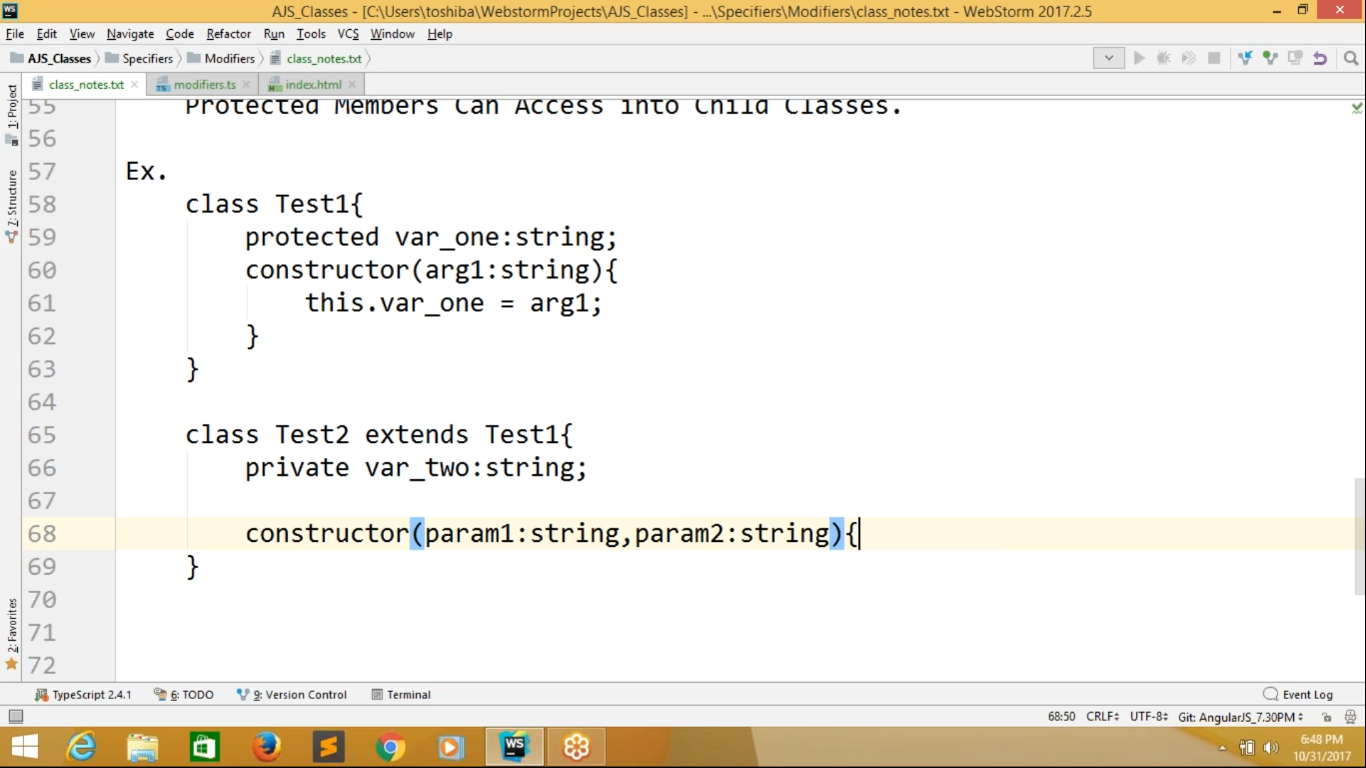 AJS_Classes - [C:\Users\toshiba\WebstormProjects\AJS_Classes] - ...\Specifiers\Modifiers\class_notes.txt - WebStorm 2017.2.5
File Edit View Navigate Code Refactor Run Tools VCS Window Help
AJS_Classes Specifiers Modifiers class_notes.txt
class_notes.txt modifiers.ts index.html
1: Project
7: Structure
2: Favorites
55 Protected Members Can Access into Child Classes.
56
57 Ex.
58 class Test1{
59 protected var_one:string;
60 constructor(arg1:string){
61 this.var_one = arg1;
62 }
63 }
64
65 class Test2 extends Test1{
66 private var_two:string;
67
68 constructor(param1:string,param2:string){
69 }
70
71
72
TypeScript 2.4.1 6: TODO 9: Version Control Terminal Event Log
68:50 CRLF UTF-8 Git: AngularJS_7.30PM
WS
6:48 PM
10/31/2017